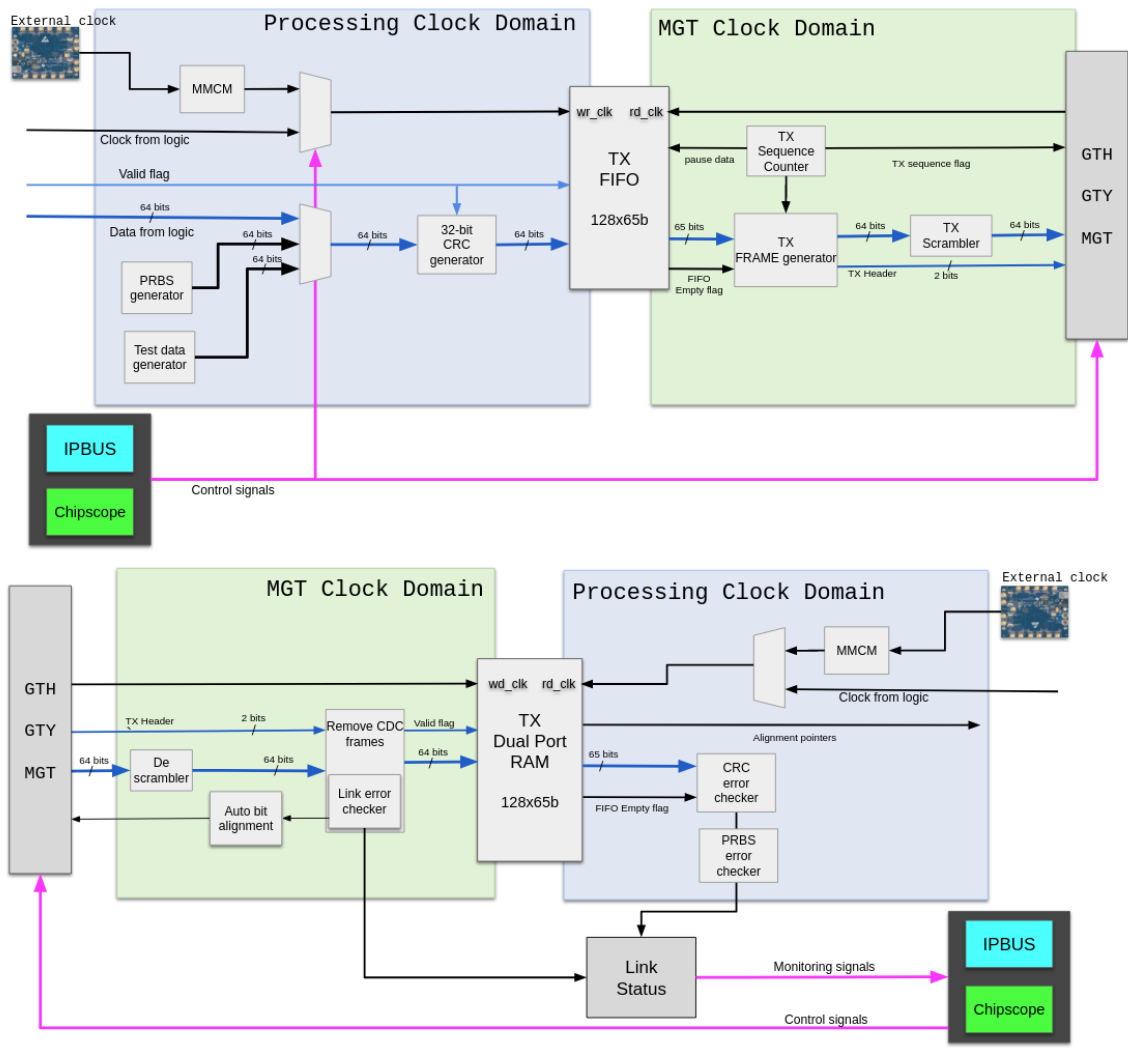 External clock
Processing Clock Domain
MGT Clock Domain
MMCM
Clock from logic
wr_clk
rd_clk
TX
FIFO
128x65b
pause data
TX
Sequence
Counter
TX sequence flag
GTH
GTY
MGT
Valid flag
64 bits
Data from logic
64 bits
64 bits
PRBS
generator
Test data
generator
64 bits
32-bit
CRC
generator
64 bits
65 bits
FIFO
Empty flag
TX
FRAME generator
64 bits
TX
Scrambler
64 bits
TX Header
2 bits
IPBUS
Chipscope
Control signals
MGT Clock Domain
Processing Clock Domain
External clock
GTH
GTY
MGT
TX Header
2 bits
64 bits
De
scrambler
64 bits
Remove CDC
frames
Link error
checker
Auto bit
alignment
Valid flag
64 bits
wd_clk
rd_clk
TX
Dual Port
RAM
128x65b
MMCM
Clock from logic
Alignment pointers
65 bits
FIFO Empty flag
CRC
error
checker
PRBS
error
checker
Link
Status
Monitoring signals
Control signals
IPBUS
Chipscope